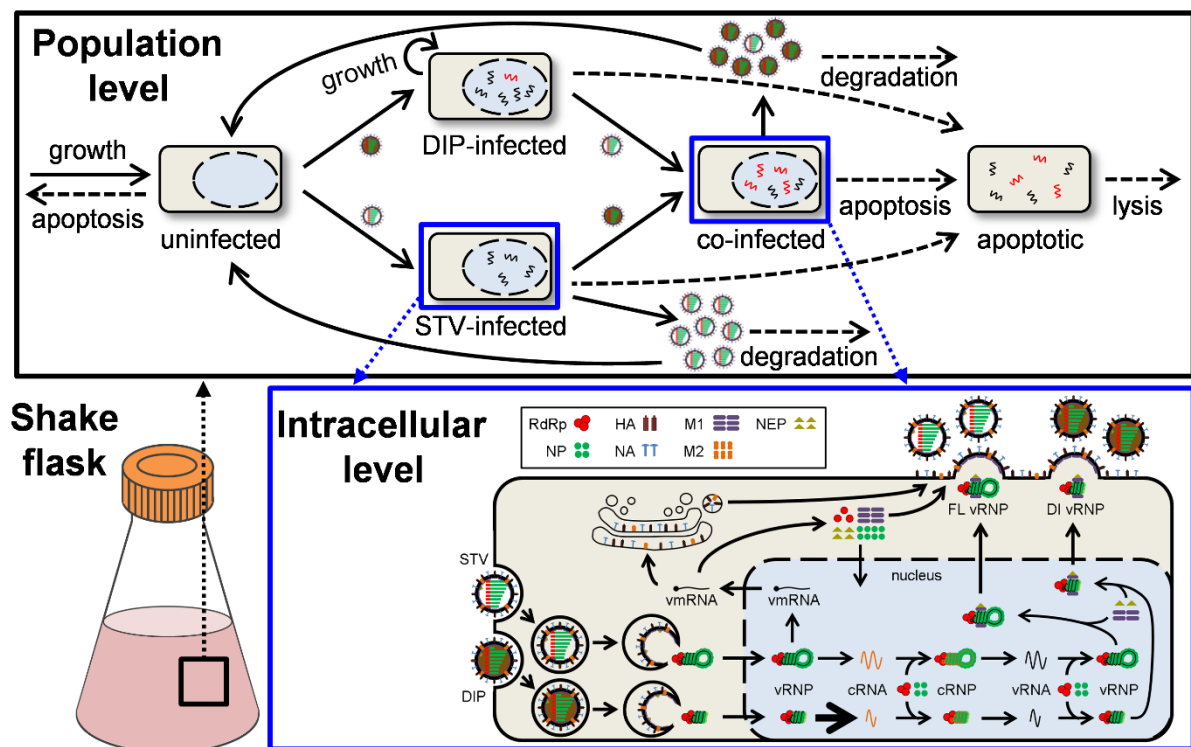 Population
level
growth
degradation
DIP-infected
growth
apoptosis
uninfected
co-infected
apoptosis
apoptotic
lysis
STV-infected
degradation
Shake
flask
Intracellular
level
RdRp HA M1 NEP
NP NA M2
FL vRNP DI vRNP
STV
nucleus
vmRNA vmRNA
DIP
vRNP cRNA cRNP vRNA vRNP